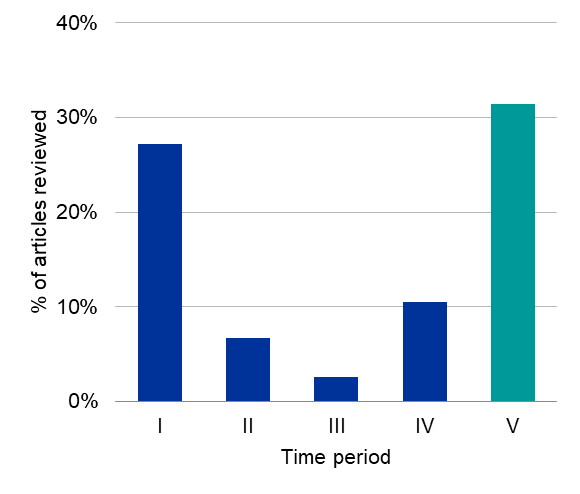 40%
30%
20%
10%
0%
% of articles reviewed
I II III IV V
Time period